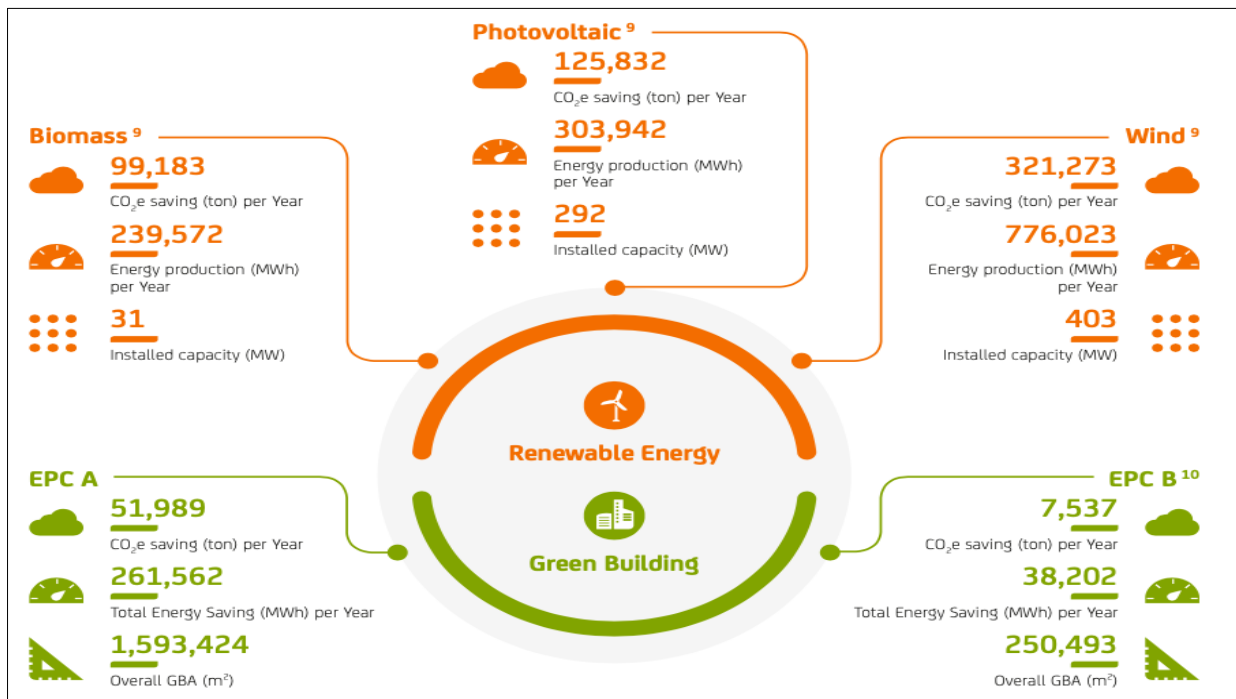 Photovoltaic 9
125,832
CO2e saving (ton) per Year
303,942
Energy production (MWh)
per Year
292
Installed capacity (MW)
Biomass 9
99,183
CO2e saving (ton) per Year
239,572
Energy production (MWh)
per Year
31
Installed capacity (MW)
Wind 9
321,273
CO2e saving (ton) per Year
776,023
Energy production (MWh)
per Year
403
Installed capacity (MW)
Renewable Energy
Green Building
EPC A
51,989
CO2e saving (ton) per Year
261,562
Total Energy Saving (MWh) per Year
1,593,424
Overall GBA (m2)
EPC B 10
7,537
CO2e saving (ton) per Year
38,202
Total Energy Saving (MWh) per Year
250,493
Overall GBA (m2)